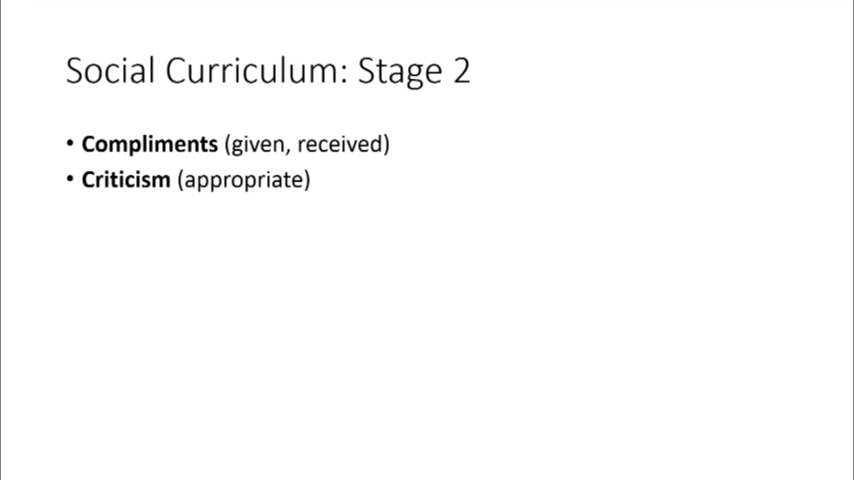 Social Curriculum: Stage 2
• Compliments (given, received)
• Criticism (appropriate)